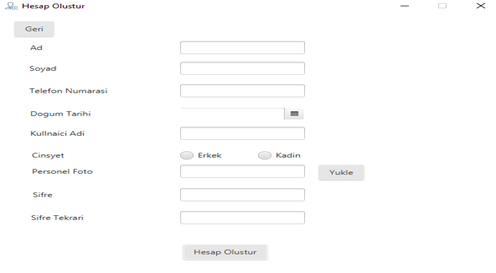 Hesap Olustur
Geri
Ad
Soyad
Telefon Numarasi
Dogum Tarihi
Kullnaici Adi
Cinsyet Erkek Kadin
Personel Foto Yukle
Sifre
Sifre Tekrari
Hesap Olustur